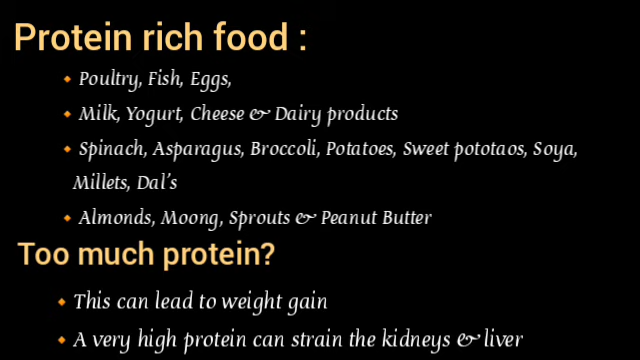 Protein rich food :
Poultry, Fish, Eggs,
Milk, Yogurt, Cheese & Dairy products
Spinach, Asparagus, Broccoli, Potatoes, Sweet pototaos, Soya,
Millets, Dal's
Almonds, Moong, Sprouts & Peanut Butter
Too much protein?
This can lead to weight gain
A very high protein can strain the kidneys & liver